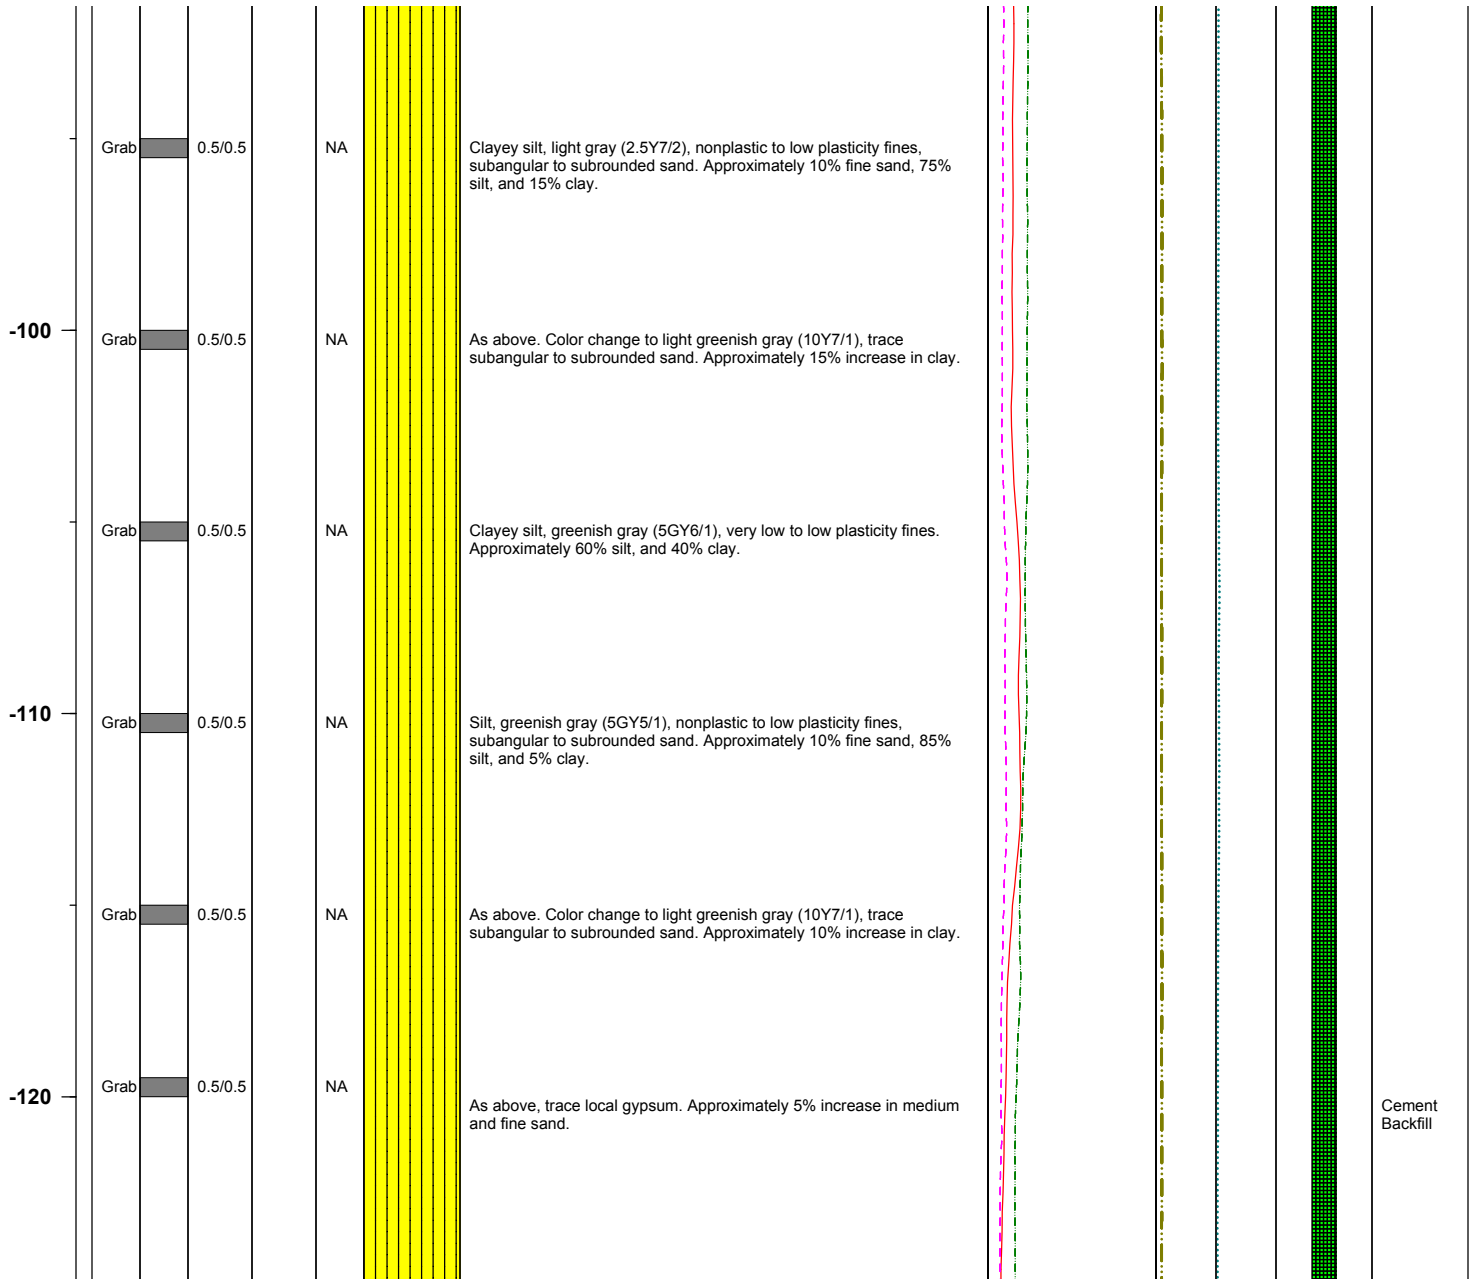 Grab 0.5/0.5 NA Clayey silt, light gray (2.5Y7/2), nonplastic to low plasticity fines,
subangular to subrounded sand. Approximately 10% fine sand, 75%
silt, and 15% clay.
-100
Grab 0.5/0.5 NA As above. Color change to light greenish gray (10Y7/1), trace
subangular to subrounded sand. Approximately 15% increase in clay.
Grab 0.5/0.5 NA Clayey silt, greenish gray (5GY6/1), very low to low plasticity fines.
Approximately 60% silt, and 40% clay.
-110
Grab 0.5/0.5 NA Silt, greenish gray (5GY5/1), nonplastic to low plasticity fines,
subangular to subrounded sand. Approximately 10% fine sand, 85%
silt, and 5% clay.
Grab 0.5/0.5 NA As above. Color change to light greenish gray (10Y7/1), trace
subangular to subrounded sand. Approximately 10% increase in clay.
Grab 0.5/0.5 NA
-120
As above, trace local gypsum. Approximately 5% increase in medium
and fine sand.
Cement
Backfill